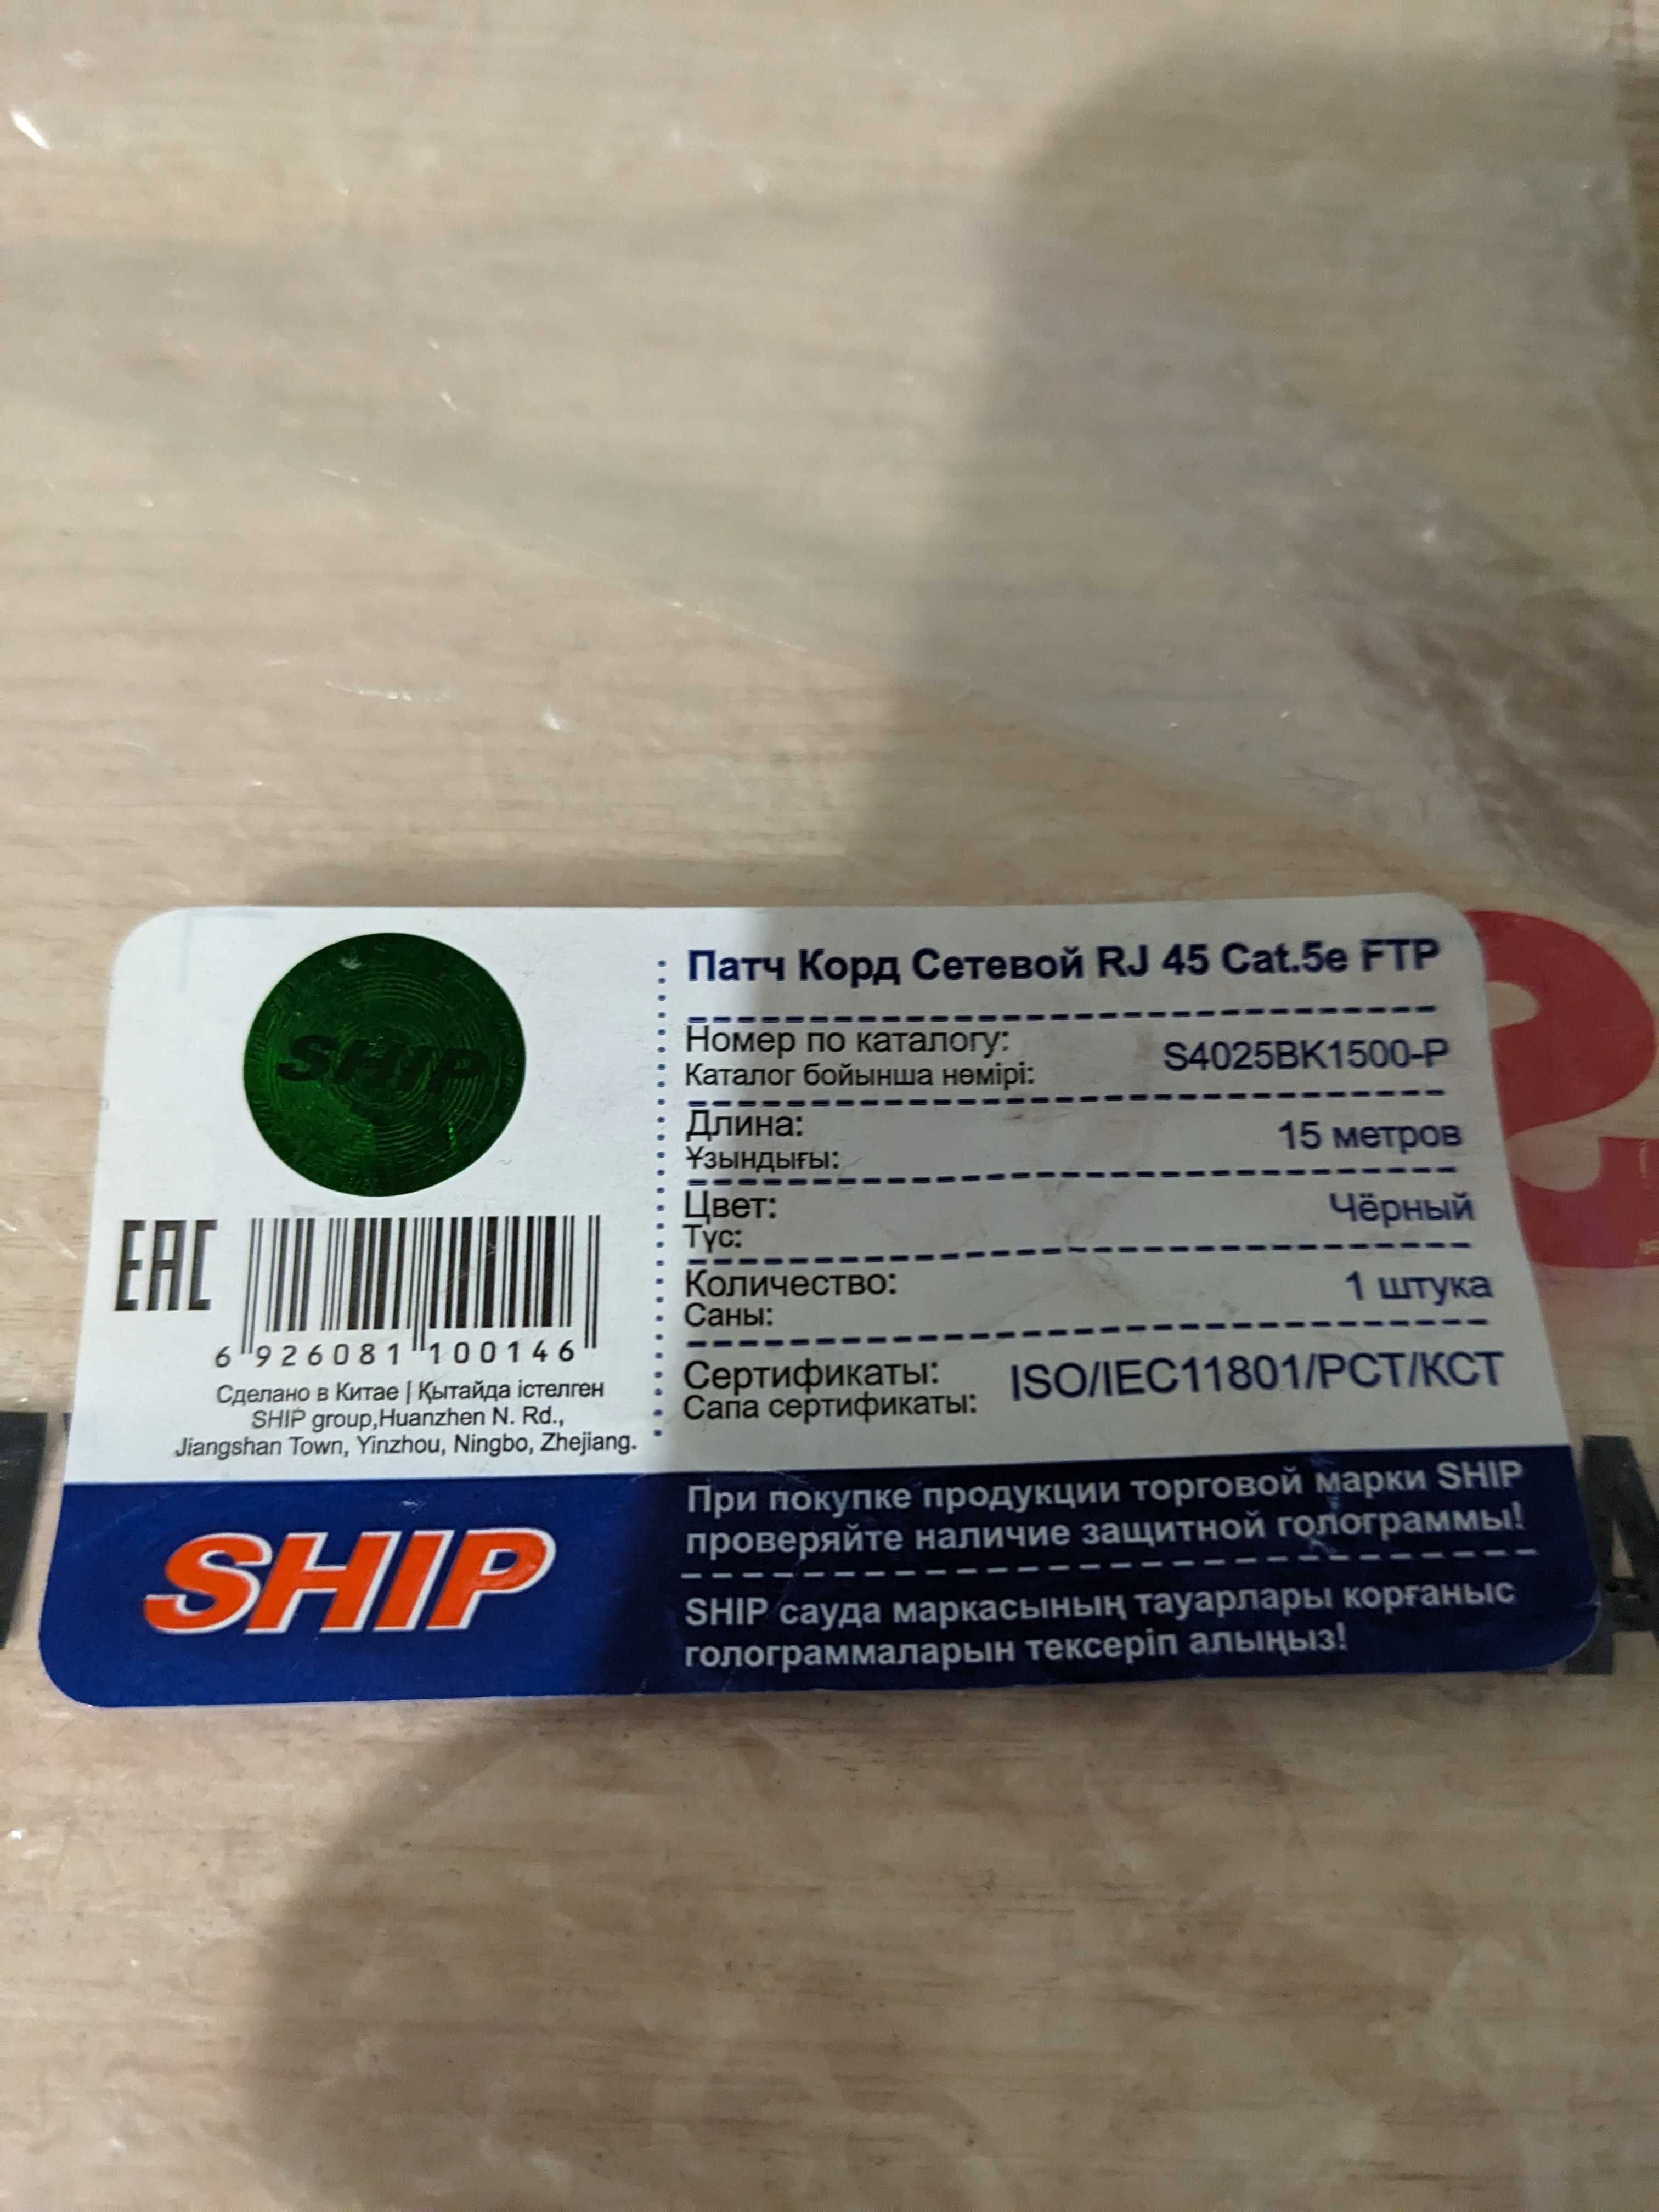 SHIP
EAC
6 926081 100146
Сделано в Китае | Қытайда істелген
SHIP group,Huanzhen N. Rd.,
Jiangshan Town, Yinzhou, Ningbo, Zhejiang.
Патч Корд Сетевой RJ 45 Cat.5e FTP
Номер по каталогу: S4025BK1500-P
Каталог бойынша нөмірі:
Длина: 15 метров
Ұзындығы:
Цвет: Чёрный
Түс:
Количество: 1 штука
Саны:
Сертификаты: ISO/IEC11801/РСТ/КСТ
Сапа сертификаты:
SHIP
При покупке продукции торговой марки SHIP
проверяйте наличие защитной голограммы!
SHIP сауда маркасының тауарлары корғаныс
голограммаларын тексеріп алыңыз!